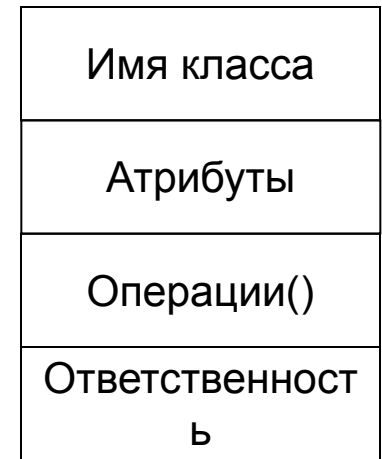 Имя класса
Атрибуты
Операции()
Ответственност
ь